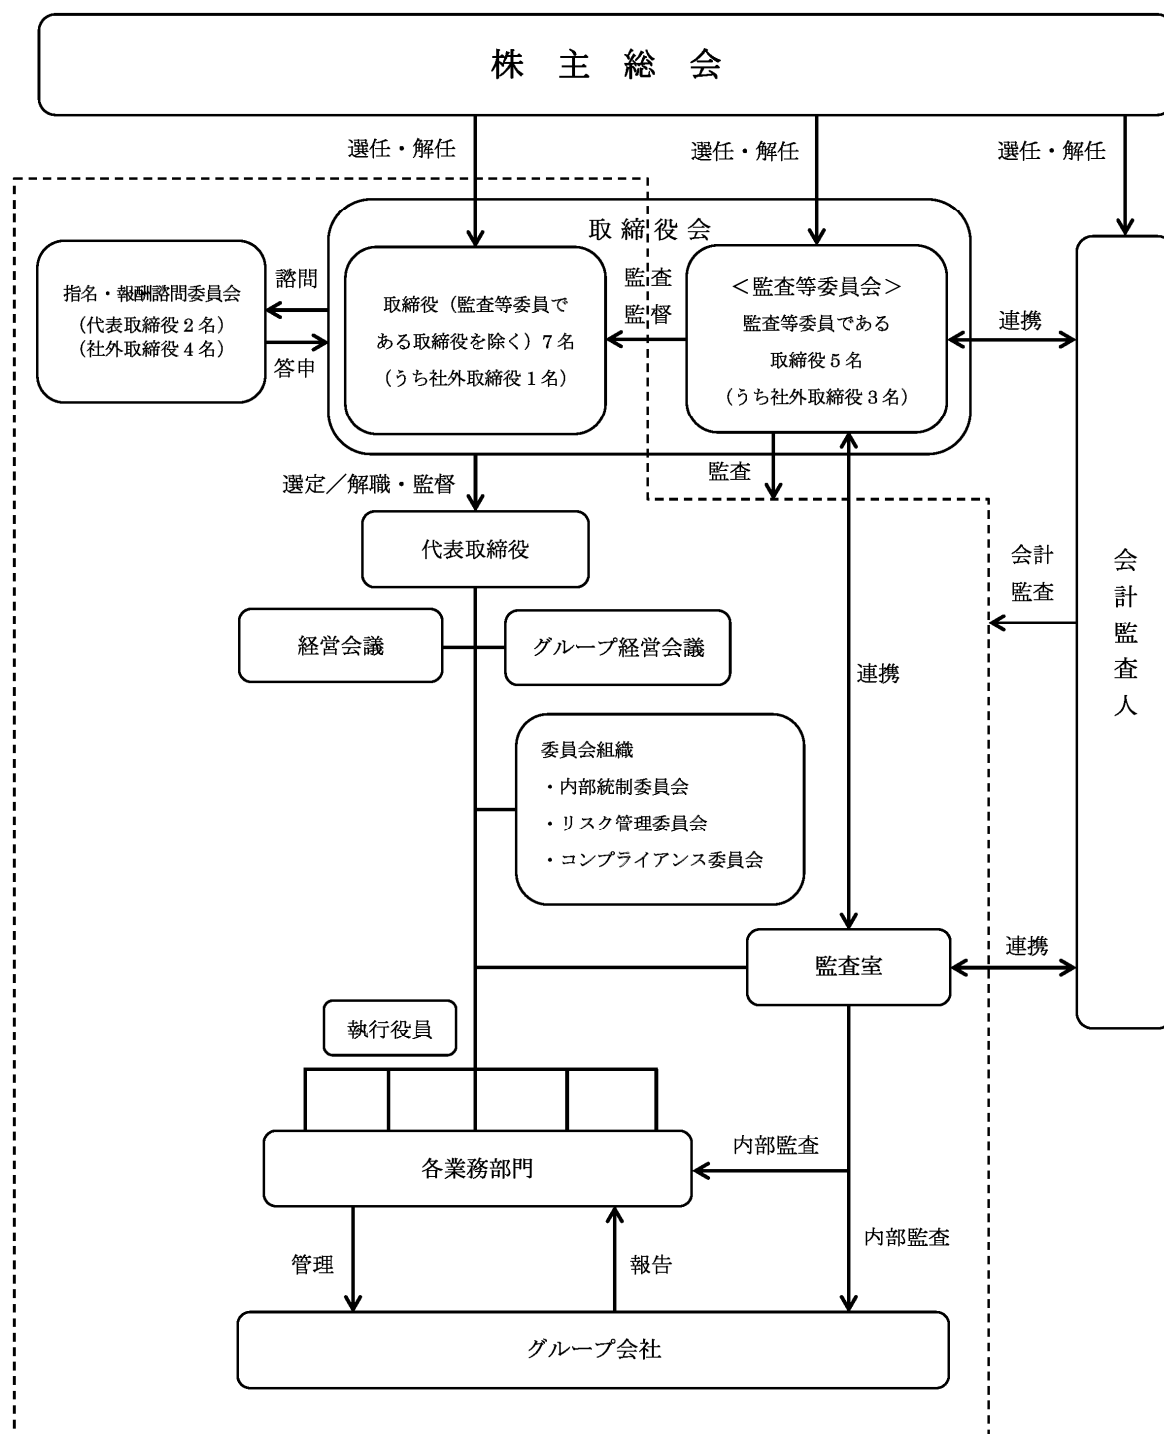 株主総会
選任・解任
選任・解任
選任・解任
取締役会
指名・報酬諮問委員会
（代表取締役2名）
（社外取締役4名）
諮問
答申
取締役（監査等委員で
ある取締役を除く）7名
（うち社外取締役1名）
監査
監督
＜監査等委員会＞
監査等委員である
取締役5名
（うち社外取締役3名）
連携
選定／解職・監督
監査
代表取締役
会計
監査
会計監査人
経営会議
グループ経営会議
連携
委員会組織
・内部統制委員会
・リスク管理委員会
・コンプライアンス委員会
監査室
連携
執行役員
各業務部門
内部監査
管理
報告
内部監査
グループ会社